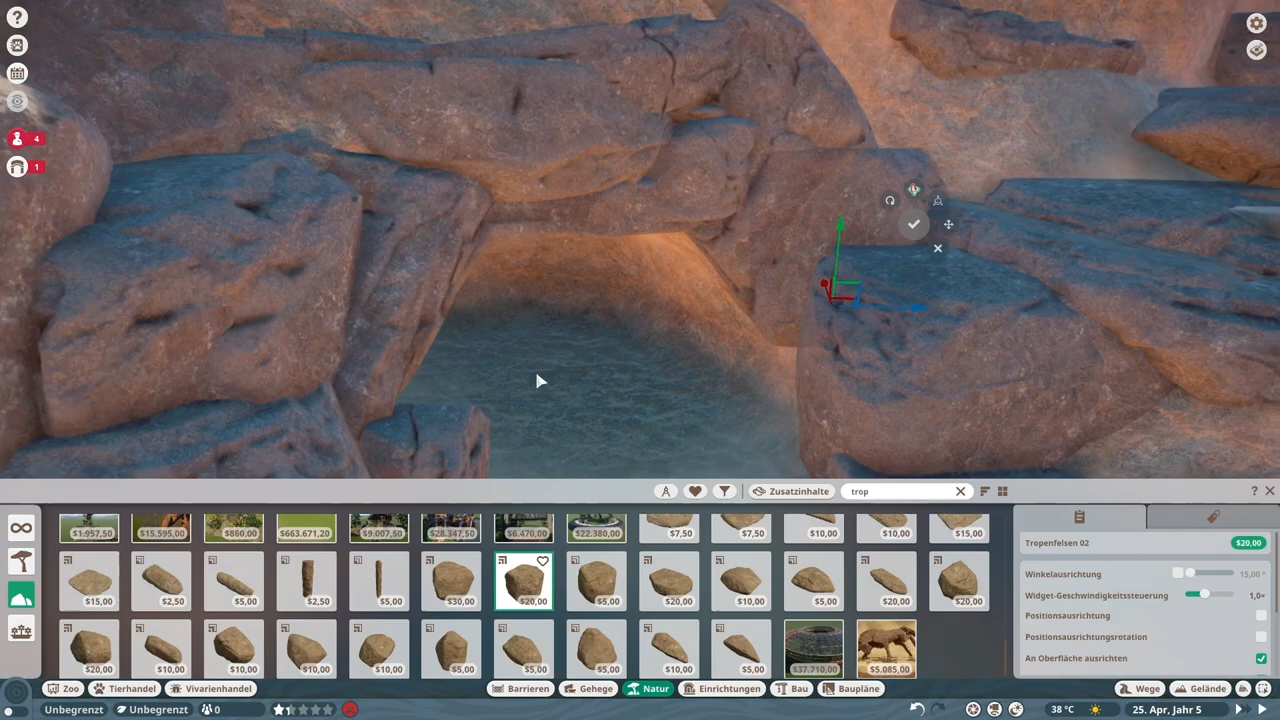 4
1
Zusatzinhalte
trop
$1.957,50 $15.595,00 $860,00 $663.671,20 $9.007,50 $28.347,50 $6.470,00 $22.380,00 $7,50 $7,50 $10,00 $10,00 $15,00
$15,00 $2,50 $5,00 $2,50 $5,00 $30,00 $20,00 $5,00 $20,00 $10,00 $5,00 $20,00 $20,00
$20,00 $10,00 $10,00 $10,00 $10,00 $5,00 $5,00 $5,00 $10,00 $5,00 $37.710,00 $5.085,00
Tropenfelsen 02 $20,00
Winkelausrichtung 15,00 °
Widget-Geschwindigkeitssteuerung 1,0×
Positionsausrichtung
Positionsausrichtungsrotation
An Oberfläche ausrichten
Zoo Tierhandel Vivarienhandel Barrieren Gehege Natur Einrichtungen Bau Baupläne Wege Gelände
Unbegrenzt Unbegrenzt 0 38 °C 25. Apr, Jahr 5